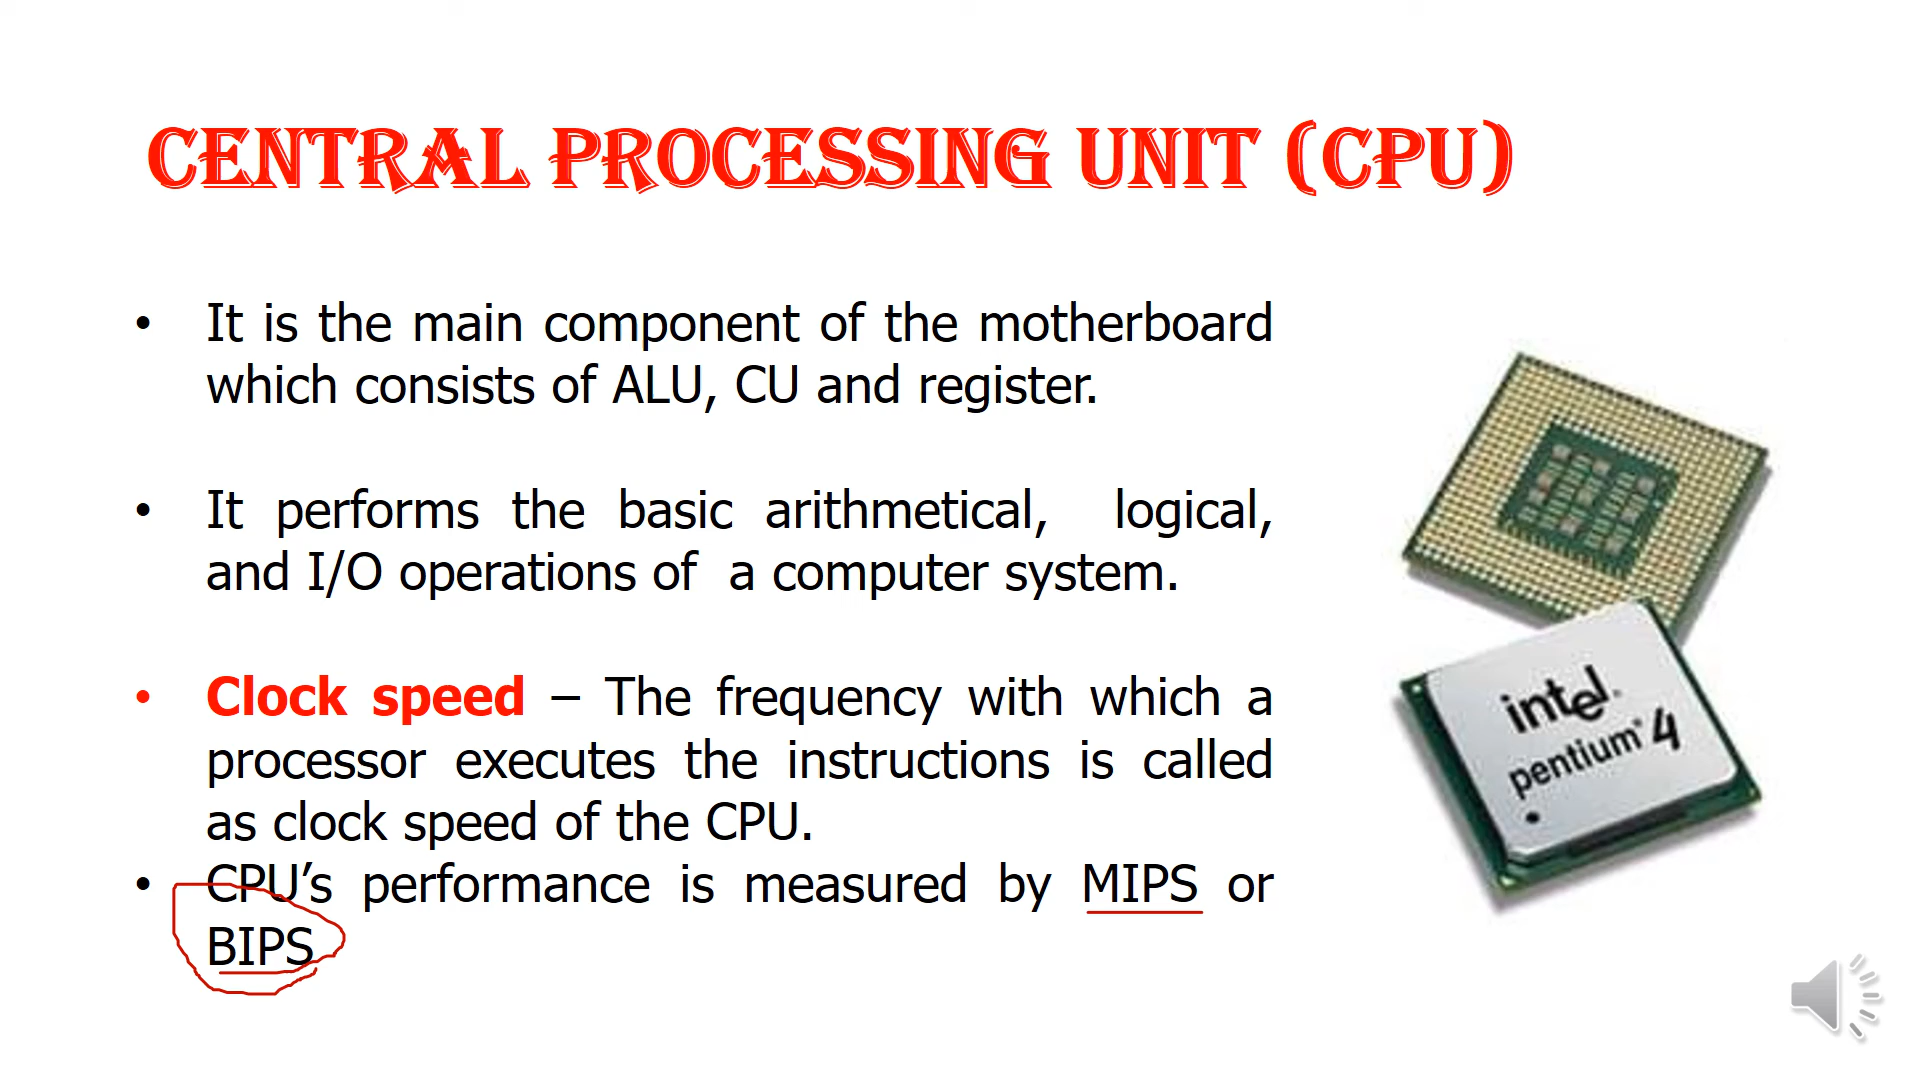 CENTRAL PROCESSING UNIT (CPU)
• It is the main component of the motherboard
which consists of ALU, CU and register.
• It performs the basic arithmetical, logical,
and I/O operations of a computer system.
• Clock speed – The frequency with which a
processor executes the instructions is called
as clock speed of the CPU.
• CPU’s performance is measured by MIPS or
BIPS
intel
pentium 4